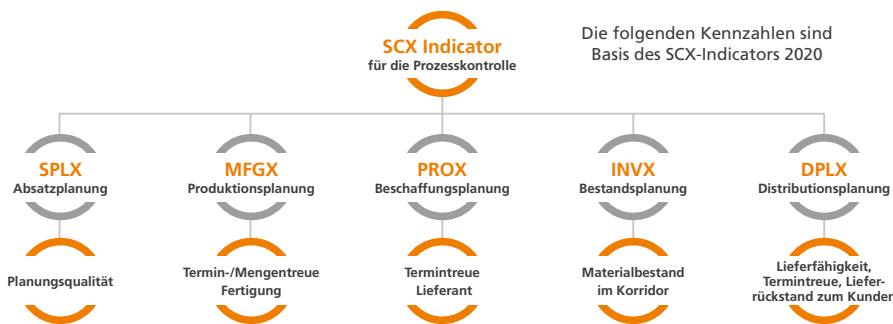 SCX Indicator
für die Prozesskontrolle
Die folgenden Kennzahlen sind
Basis des SCX-Indicators 2020
SPLX
Absatzplanung
MFGX
Produktionsplanung
PROX
Beschaffungsplanung
INVX
Bestandsplanung
DPLX
Distributionsplanung
Planungsqualität
Termin-/Mengentreue
Fertigung
Termintreue
Lieferant
Materialbestand
im Korridor
Lieferfähigkeit,
Termintreue, Liefer-
rückstand zum Kunden